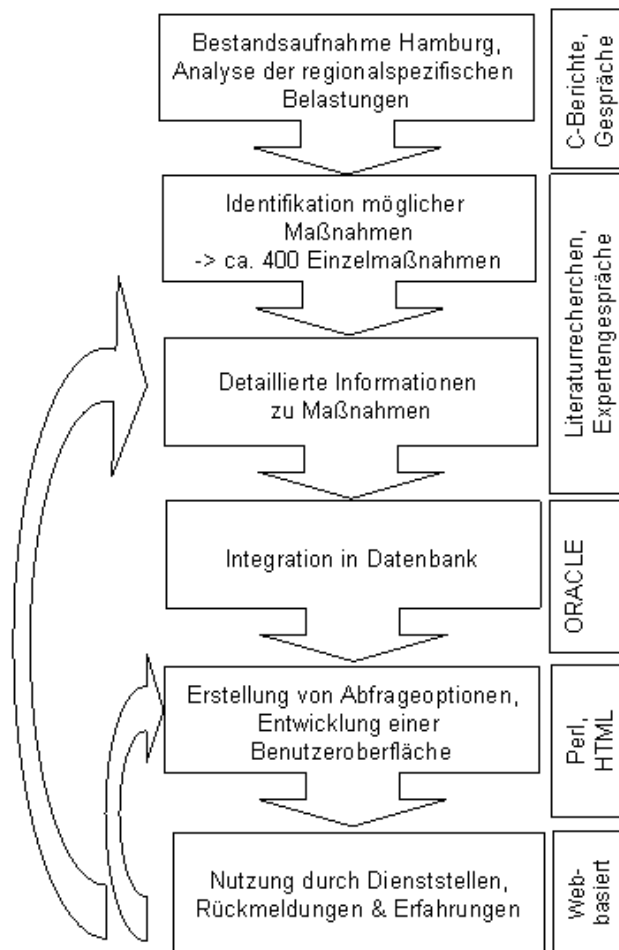 Bestandsaufnahme Hamburg,
Analyse der regionalspezifischen
Belastungen
C-Berichte,
Gespräche
Identifikation möglicher
Maßnahmen
-> ca. 400 Einzelmaßnahmen
Literaturrecherchen,
Expertengespräche
Detaillierte Informationen
zu Maßnahmen
Integration in Datenbank
ORACLE
Erstellung von Abfrageoptionen,
Entwicklung einer
Benutzeroberfläche
Perl,
HTML
Nutzung durch Dienststellen,
Rückmeldungen & Erfahrungen
Web-
basiert